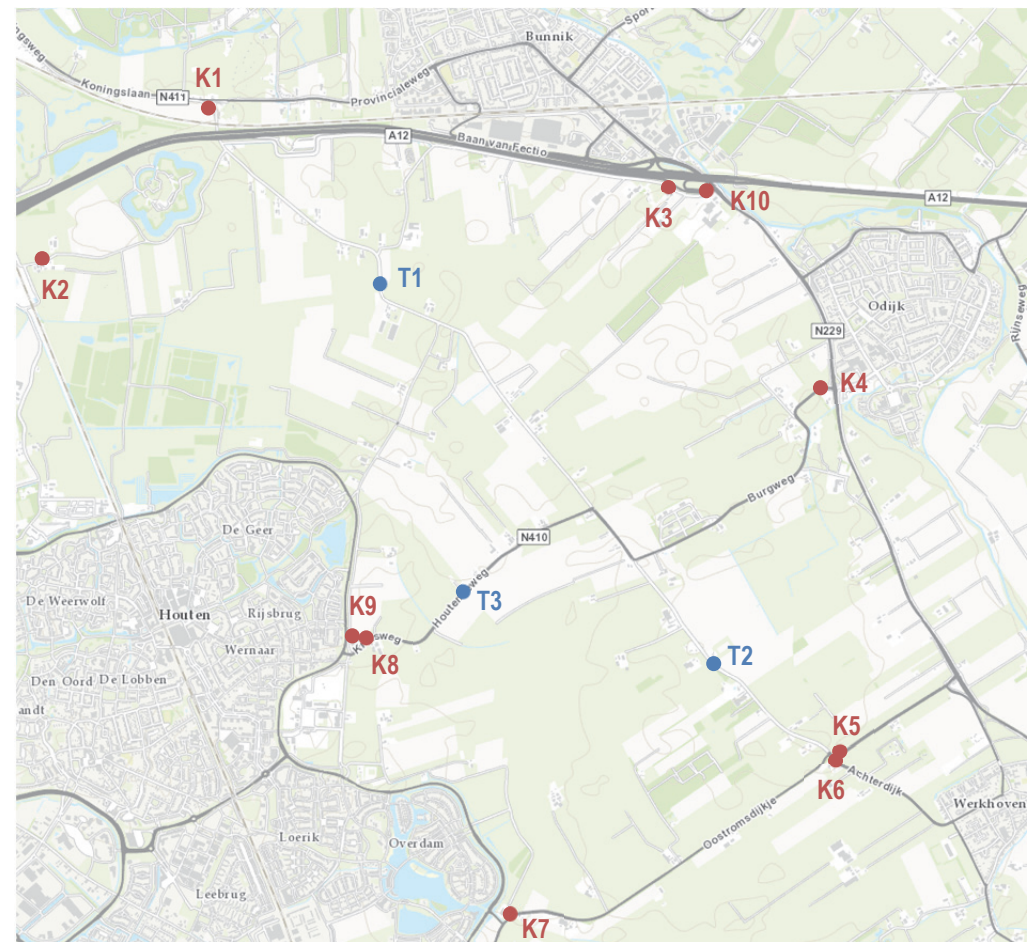 Bunnik
Koningslaan
N411
K1
Provincialeweg
A12
Baan van Fectio
K3
K10
A12
K2
T1
Odijk
Rijnseweg
N229
K4
Burgweg
De Geer
N410
De Weerwolf
Houten
Rijsbrug
K9
T3
Wernaar
K8
T2
Den Oord
De Lobben
K5
K6
Achterdijk
Werkhoven
Oostromsdijkje
Loerik
Overdam
Leebrug
K7